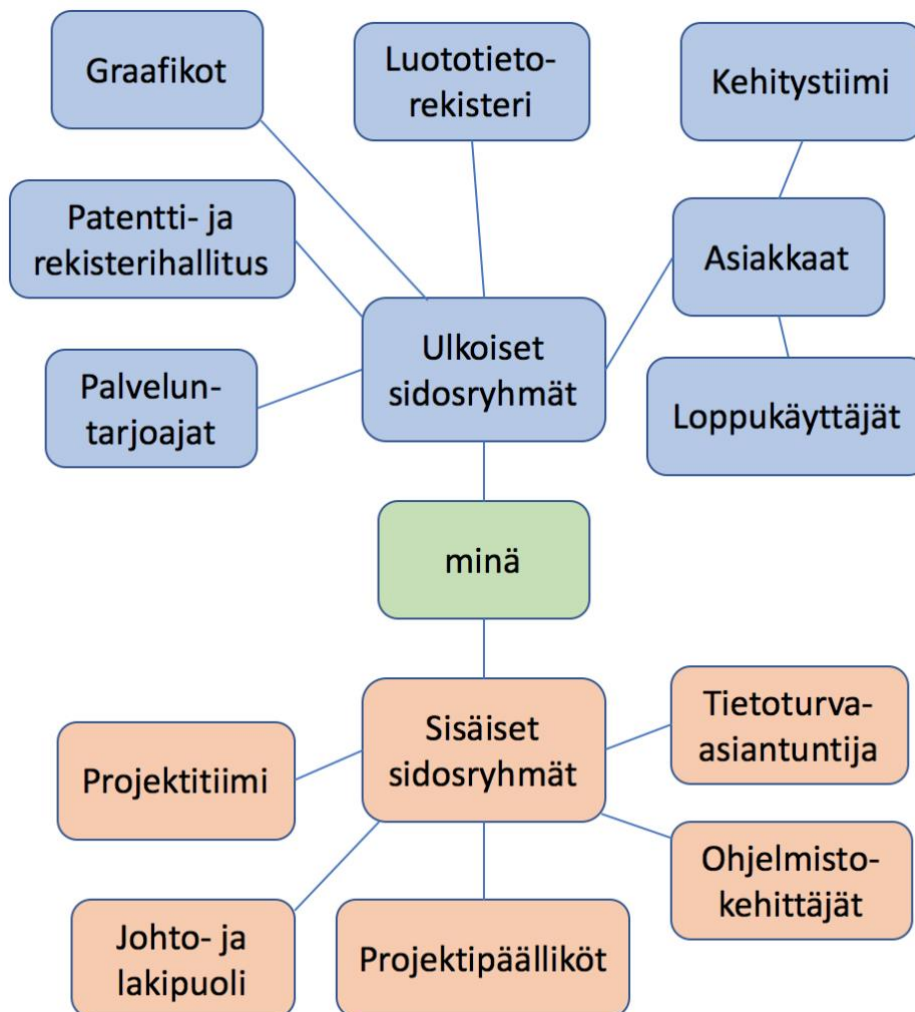 Graafikot
Luototieto-
rekisteri
Kehitystiimi
Patentti- ja
rekisterihallitus
Asiakkaat
Palvelun-
tarjoajat
Ulkoiset
sidosryhmät
Loppukäyttäjät
minä
Sisäiset
sidosryhmät
Tietoturva-
asiantuntija
Projektitiimi
Ohjelmisto-
kehittäjät
Johto- ja
lakipuoli
Projektipäälliköt